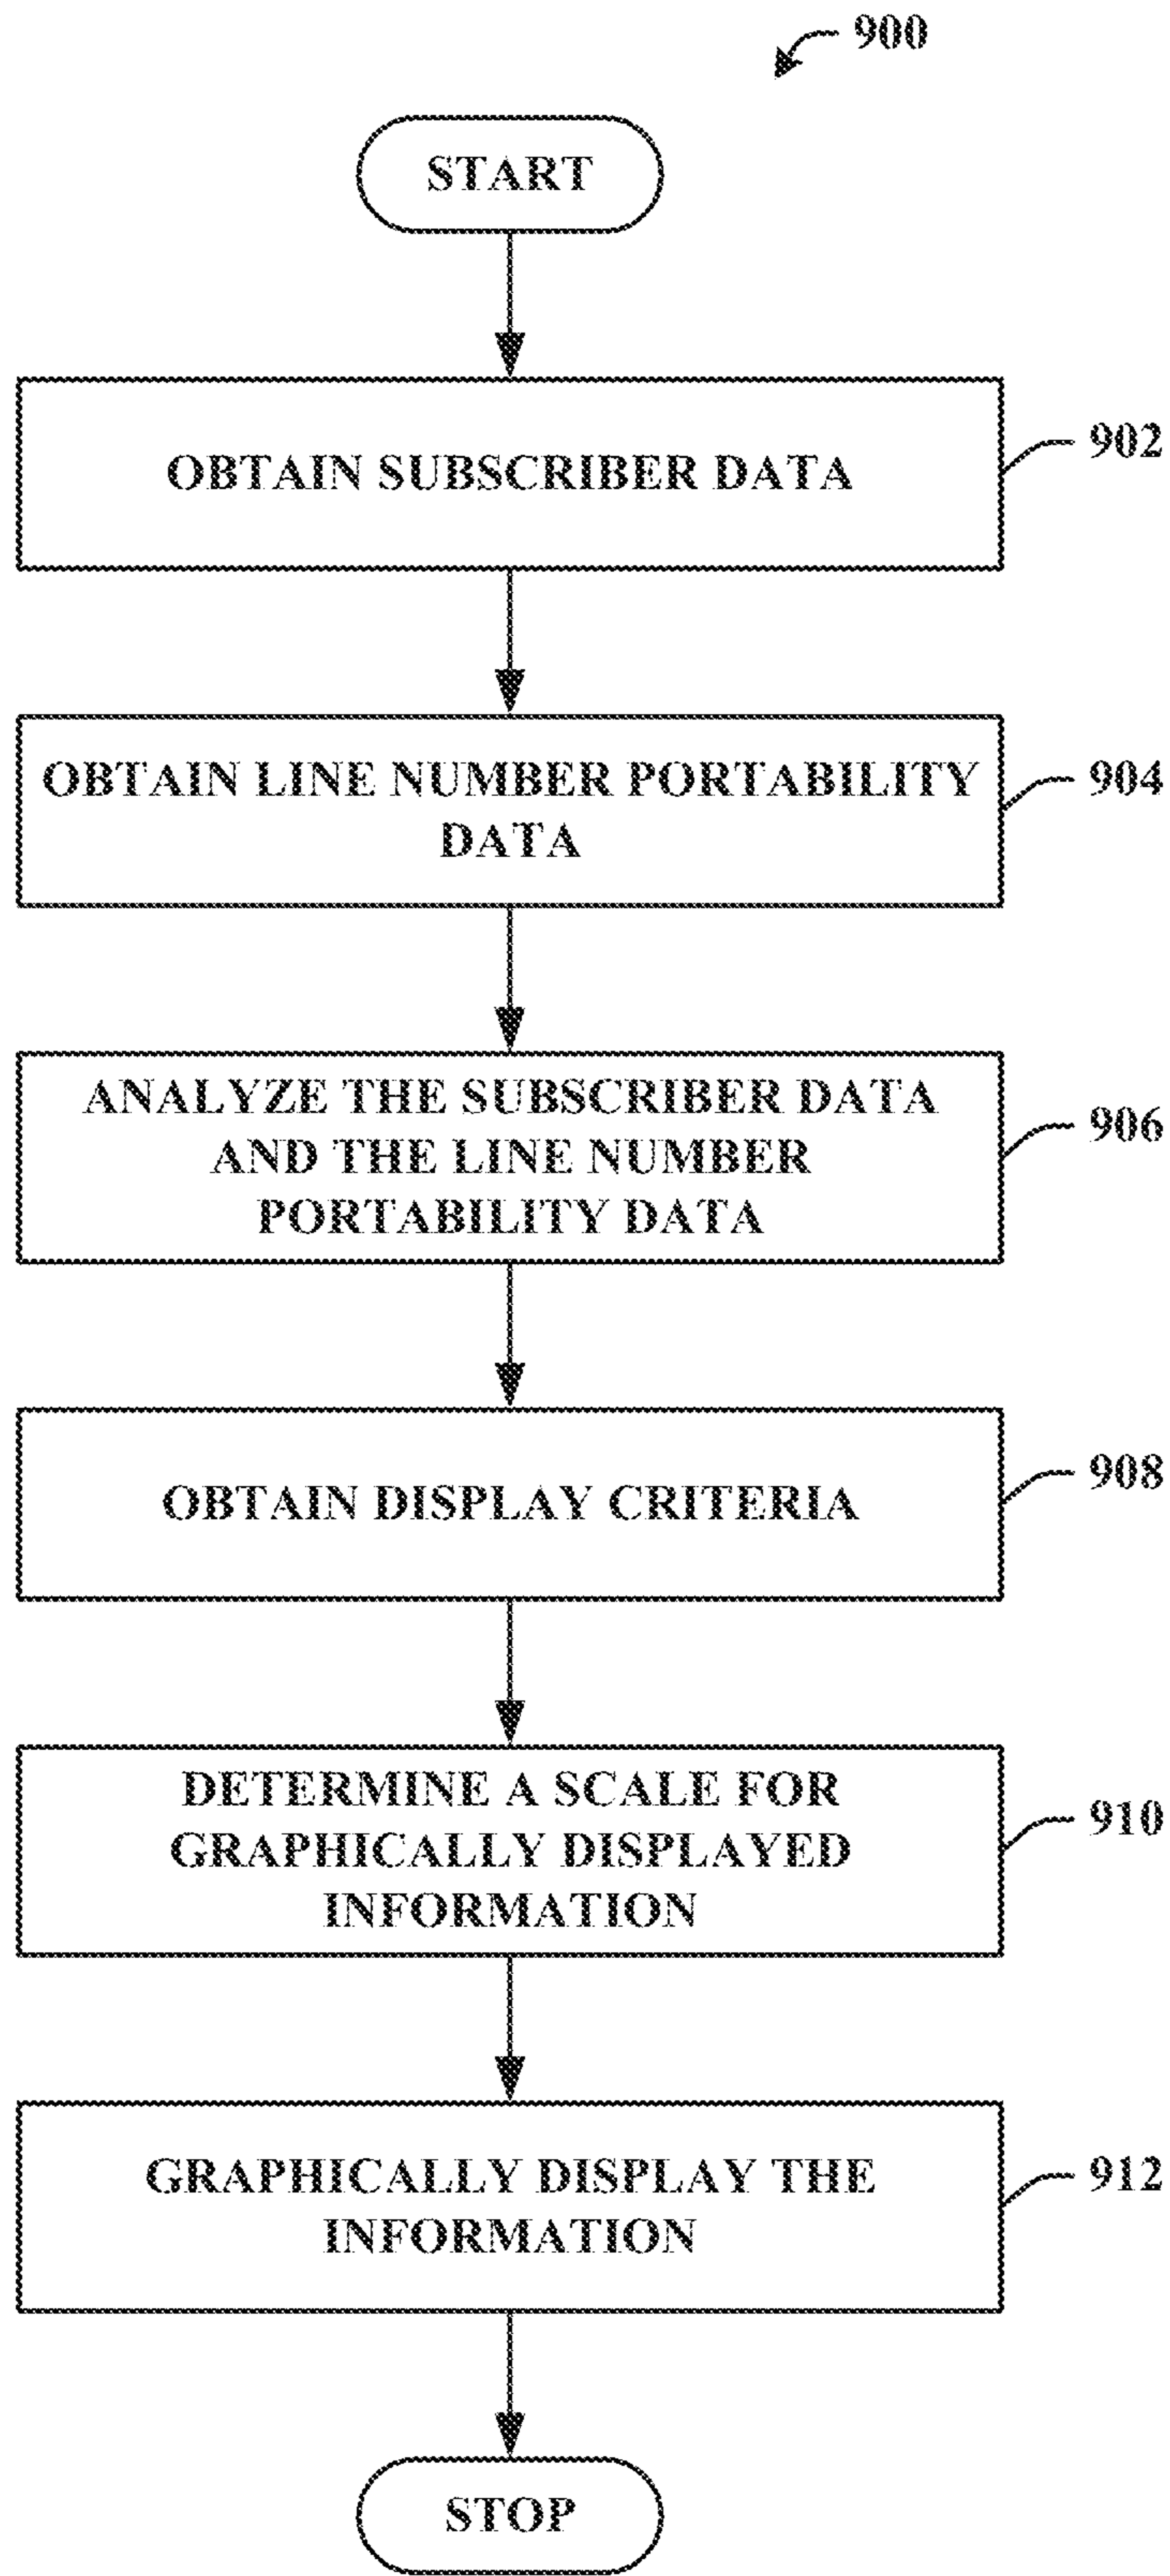 900
START
OBTAIN SUBSCRIBER DATA
902
OBTAIN LINE NUMBER PORTABILITY
DATA
904
ANALYZE THE SUBSCRIBER DATA
AND THE LINE NUMBER
PORTABILITY DATA
906
OBTAIN DISPLAY CRITERIA
908
DETERMINE A SCALE FOR
GRAPHICALLY DISPLAYED
INFORMATION
910
GRAPHICALLY DISPLAY THE
INFORMATION
912
STOP